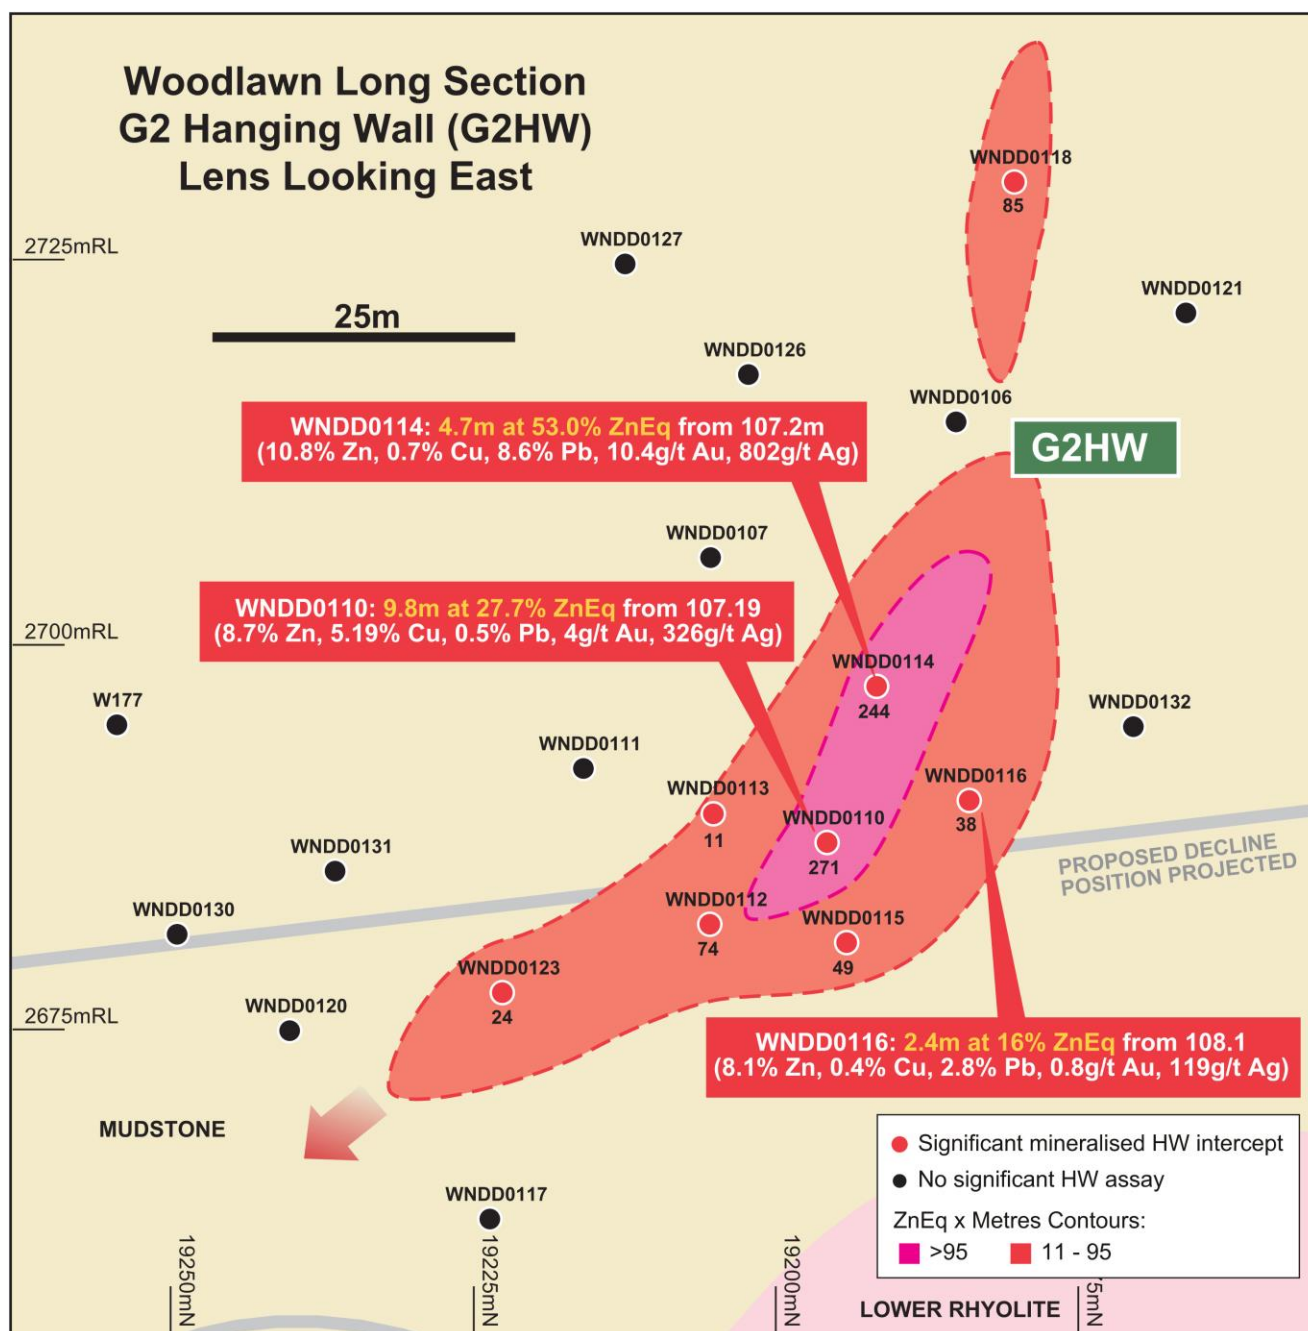 Woodlawn Long Section
G2 Hanging Wall (G2HW)
Lens Looking East
WNDD0118
85
WNDD0127
2725mRL
WNDD0121
25m
WNDD0126
WNDD0106
WNDD0114: 4.7m at 53.0% ZnEq from 107.2m
(10.8% Zn, 0.7% Cu, 8.6% Pb, 10.4g/t Au, 802g/t Ag)
G2HW
WNDD0107
WNDD0110: 9.8m at 27.7% ZnEq from 107.19
(8.7% Zn, 5.19% Cu, 0.5% Pb, 4g/t Au, 326g/t Ag)
2700mRL
WNDD0114
244
W177
WNDD0132
WNDD0111
WNDD0113
11
WNDD0116
38
WNDD0110
271
WNDD0131
PROPOSED DECLINE
POSITION PROJECTED
WNDD0130
WNDD0112
74
WNDD0115
49
WNDD0123
24
WNDD0120
2675mRL
WNDD0116: 2.4m at 16% ZnEq from 108.1
(8.1% Zn, 0.4% Cu, 2.8% Pb, 0.8g/t Au, 119g/t Ag)
MUDSTONE
WNDD0117
Significant mineralised HW intercept
No significant HW assay
ZnEq x Metres Contours:
>95
11 - 95
19250mN
19225mN
19200mN
5mN
LOWER RHYOLITE